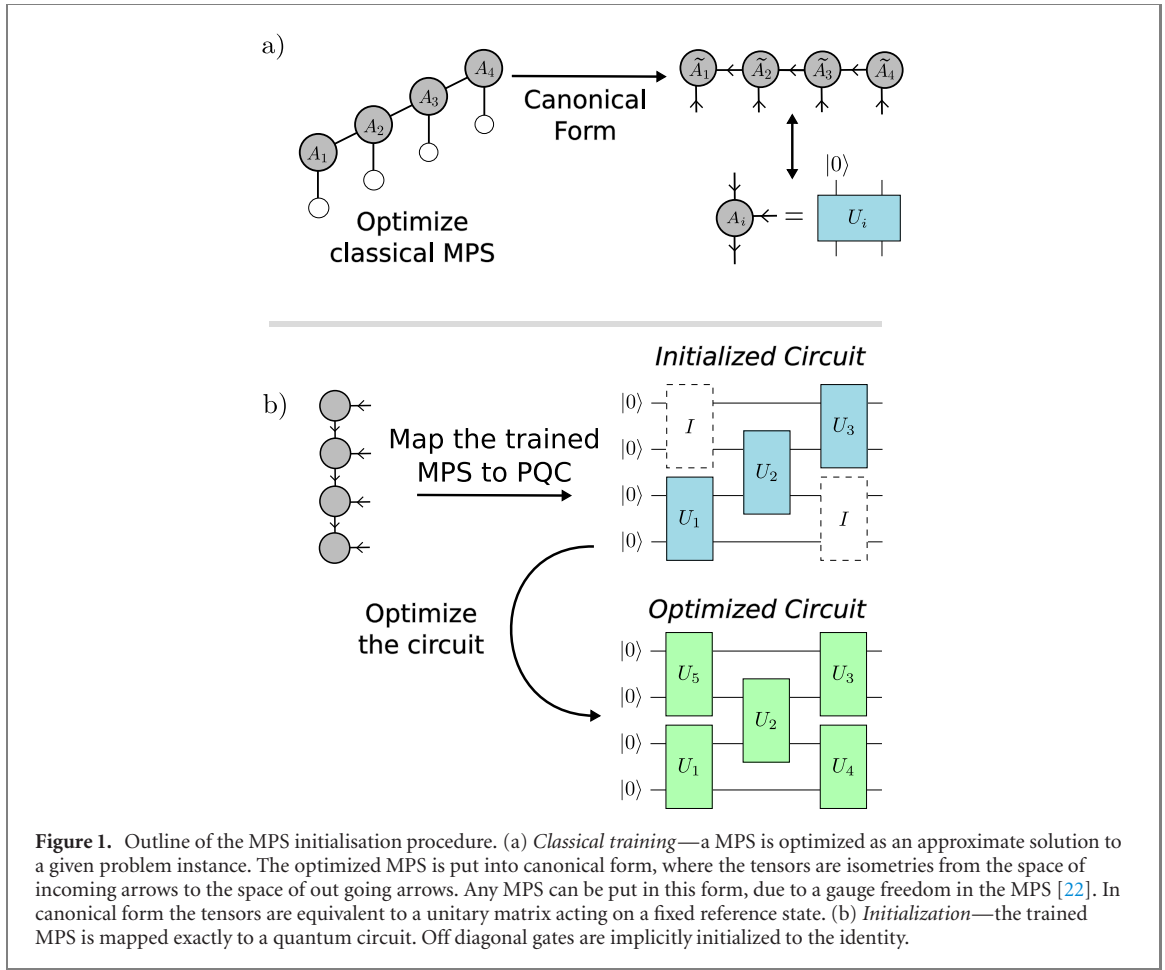 a)
A₄
A₃
A₂
A₁
Optimize
classical MPS
Canonical
Form
Ã₁ Ã₂ Ã₃ Ã₄
|0⟩
Aᵢ = Uᵢ
b)
Map the trained
MPS to PQC
Initialized Circuit
|0⟩ I U₃
|0⟩ U₂
|0⟩ U₁ I
|0⟩
Optimize
the circuit
Optimized Circuit
|0⟩ U₅ U₃
|0⟩ U₂
|0⟩ U₁ U₄
|0⟩
Figure 1. Outline of the MPS initialisation procedure. (a) Classical training—a MPS is optimized as an approximate solution to
a given problem instance. The optimized MPS is put into canonical form, where the tensors are isometries from the space of
incoming arrows to the space of out going arrows. Any MPS can be put in this form, due to a gauge freedom in the MPS [22]. In
canonical form the tensors are equivalent to a unitary matrix acting on a fixed reference state. (b) Initialization—the trained
MPS is mapped exactly to a quantum circuit. Off diagonal gates are implicitly initialized to the identity.